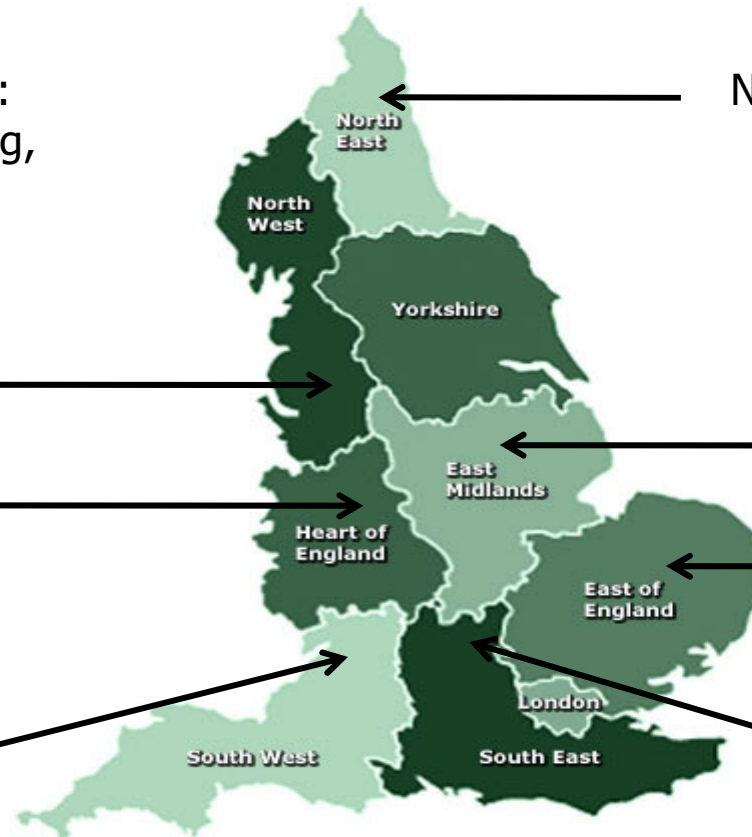 :
g,
N
North
East
North
West
Yorkshire
East
Midlands
Heart of
England
East of
England
London
South West
South East